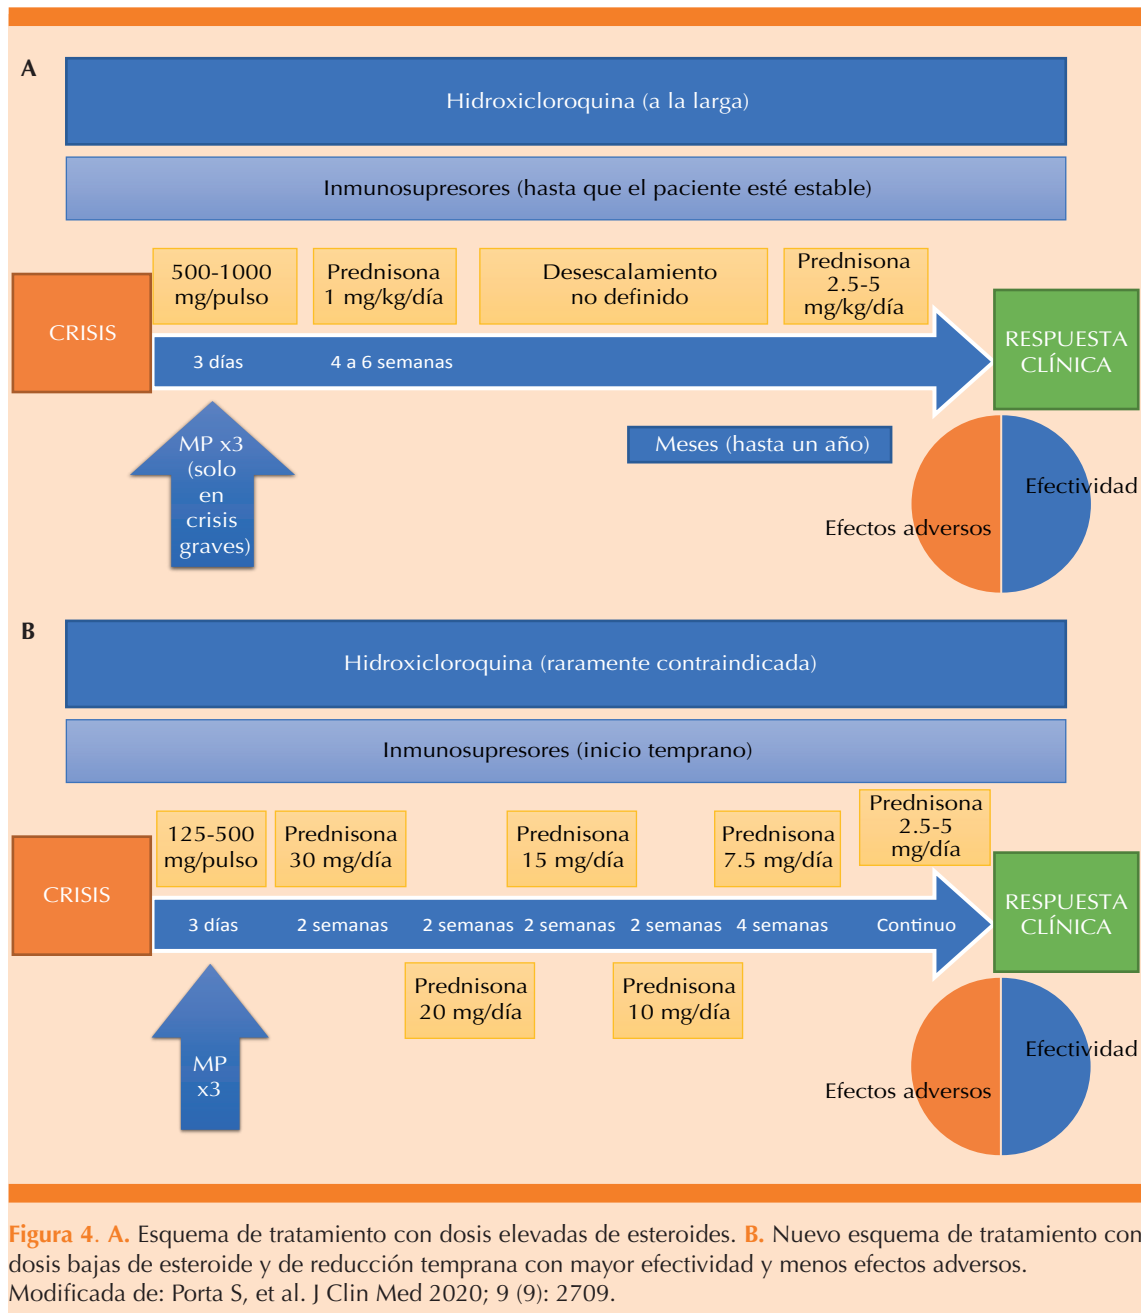 A
Hidroxicloroquina (a la larga)
Inmunosupresores (hasta que el paciente esté estable)
CRISIS
500-1000
mg/pulso
Prednisona
1 mg/kg/día
Desescalamiento
no definido
Prednisona
2.5-5
mg/kg/día
3 días
4 a 6 semanas
RESPUESTA
CLÍNICA
MP x3
(solo
en
crisis
graves)
Meses (hasta un año)
Efectividad
Efectos adversos
B
Hidroxicloroquina (raramente contraindicada)
Inmunosupresores (inicio temprano)
CRISIS
125-500
mg/pulso
Prednisona
30 mg/día
Prednisona
15 mg/día
Prednisona
7.5 mg/día
Prednisona
2.5-5
mg/día
3 días
2 semanas
2 semanas
2 semanas
2 semanas
4 semanas
Continuo
RESPUESTA
CLÍNICA
Prednisona
20 mg/día
Prednisona
10 mg/día
MP
x3
Efectividad
Efectos adversos
Figura 4. A. Esquema de tratamiento con dosis elevadas de esteroides. B. Nuevo esquema de tratamiento con
dosis bajas de esteroide y de reducción temprana con mayor efectividad y menos efectos adversos.
Modificada de: Porta S, et al. J Clin Med 2020; 9 (9): 2709.